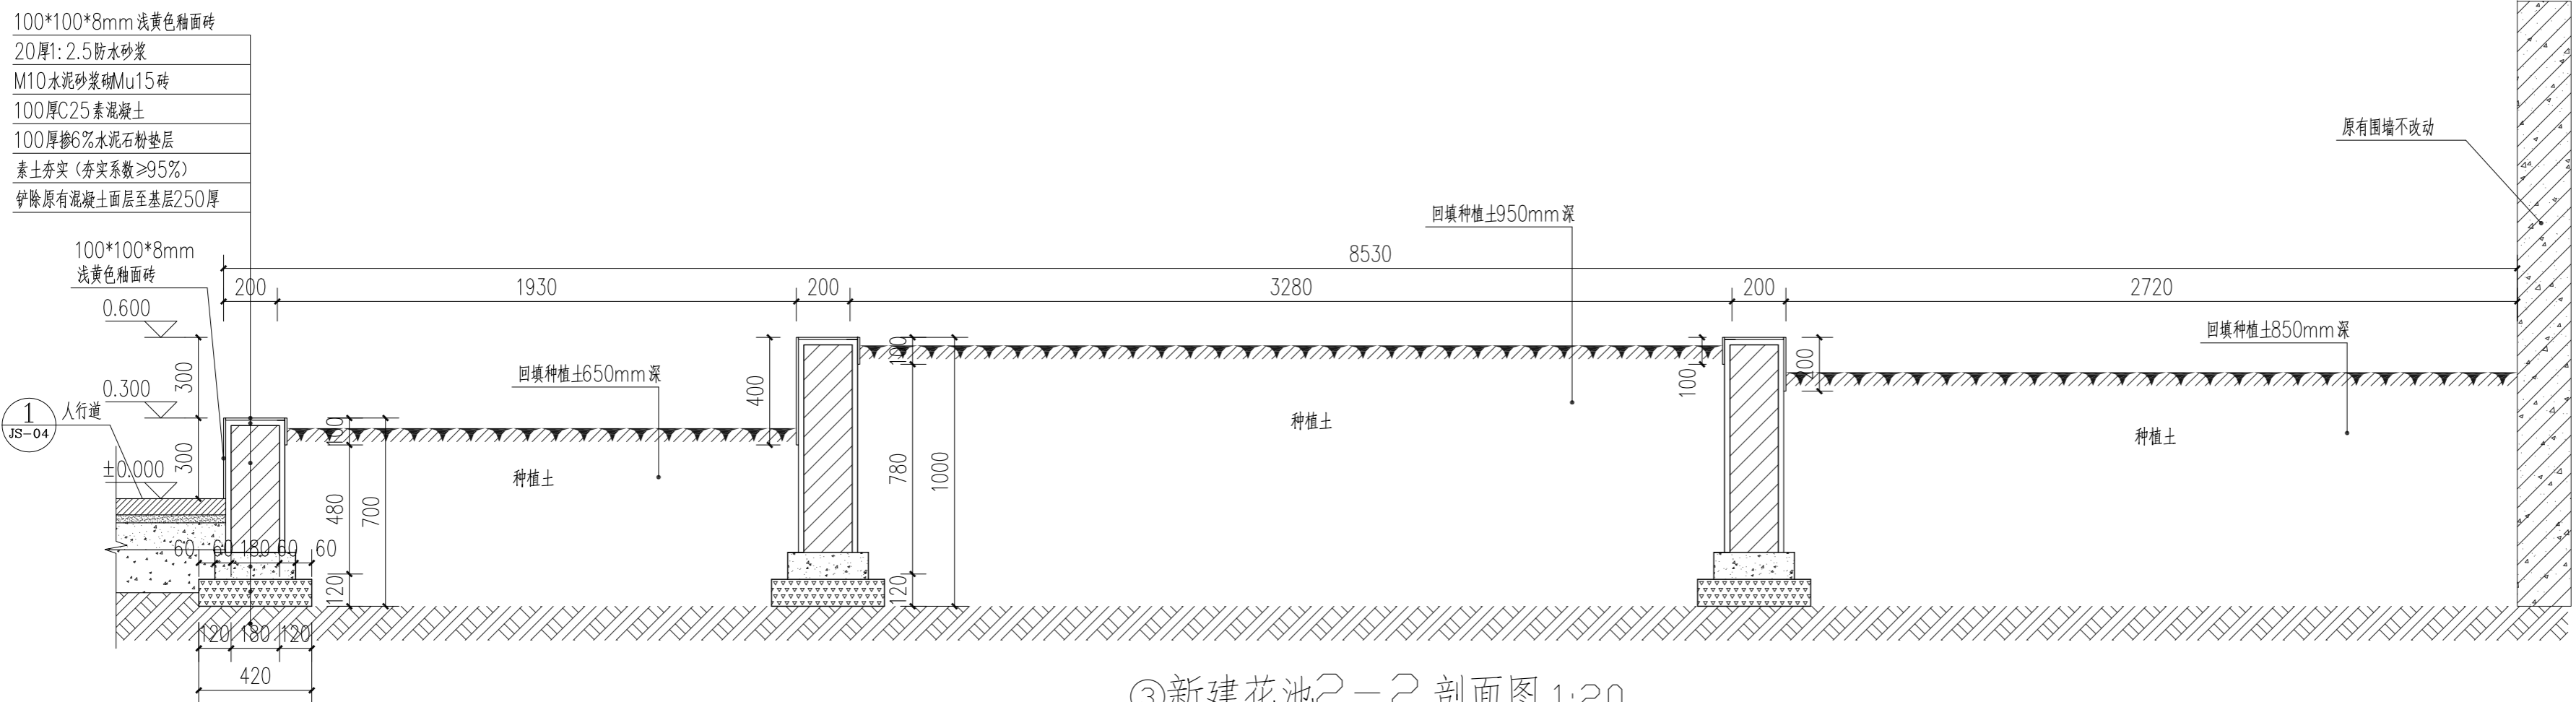 100*100*8mm浅黄色釉面砖
20厚1:2.5防水砂浆
M10水泥砂浆砌Mu15砖
100厚C25素混凝土
100厚掺6%水泥石粉垫层
素土夯实（夯实系数≥95%）
铲除原有混凝土面层至基层250厚
原有围墙不改动
回填种植土950mm深
100*100*8mm
浅黄色釉面砖
8530
200
1930
200
3280
200
2720
0.600
回填种植土850mm深
回填种植土650mm深
300
400
100
100
100
0.300
1
JS-04
人行道
100
种植土
种植土
±0.000
300
种植土
480
700
780
1000
60
60
180
60
60
120
120
120
180
120
420
③新建花池2-2剖面图 1:20